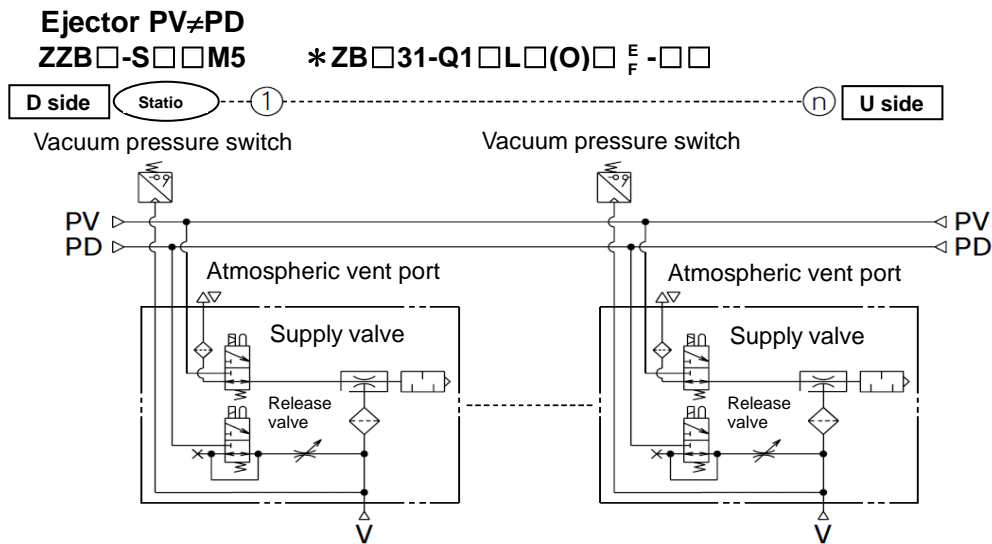 Ejector PV≠PD
ZZB□-S□□M5 ＊ZB□31-Q1□L□(O)□ E F -□□
D side Statio 1 n U side
Vacuum pressure switch Vacuum pressure switch
PV PV
PD PD
Atmospheric vent port Atmospheric vent port
Supply valve Supply valve
Release Release
valve valve
V V